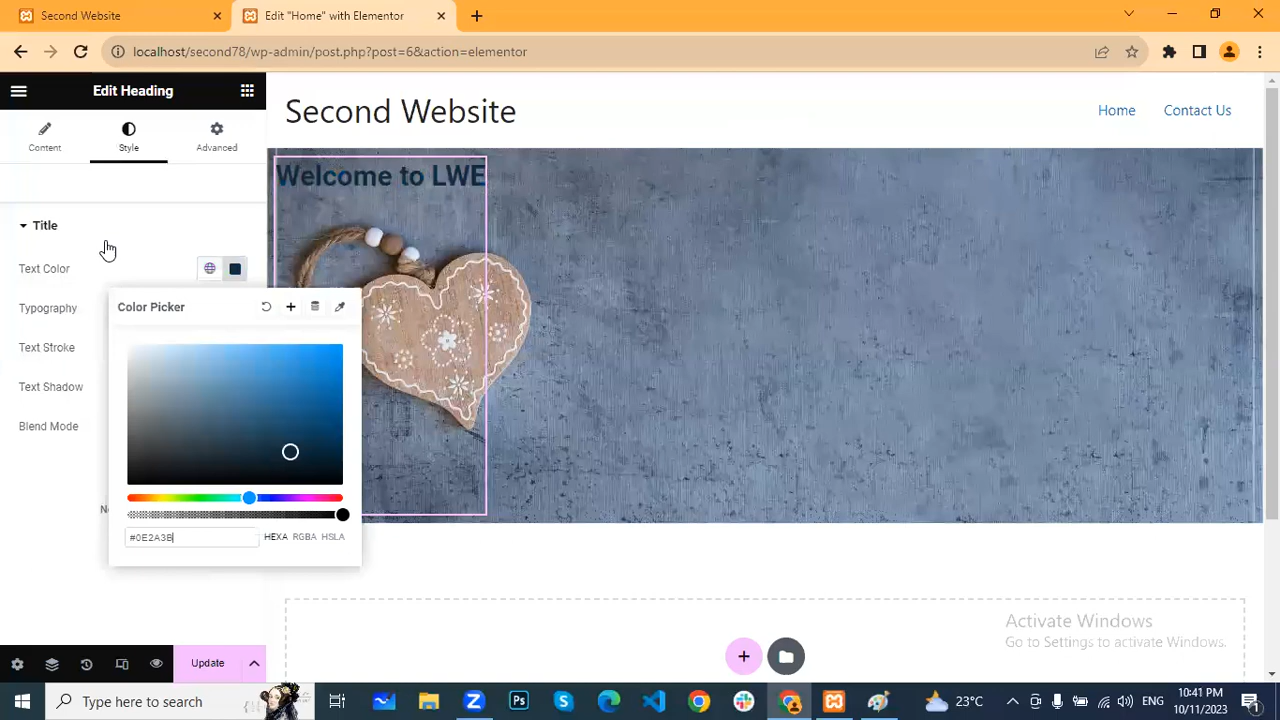 Second Website
Edit "Home" with Elementor
localhost/second78/wp-admin/post.php?post=6&action=elementor
Edit Heading
Content
Style
Advanced
Title
Text Color
Typography
Text Stroke
Text Shadow
Blend Mode
Color Picker
#0E2A3B
HEXA
RGBA
HSLA
Update
Second Website
Home
Contact Us
Welcome to LWE
Activate Windows
Go to Settings to activate Windows.
Type here to search
23°C
ENG
10:41 PM
10/11/2023